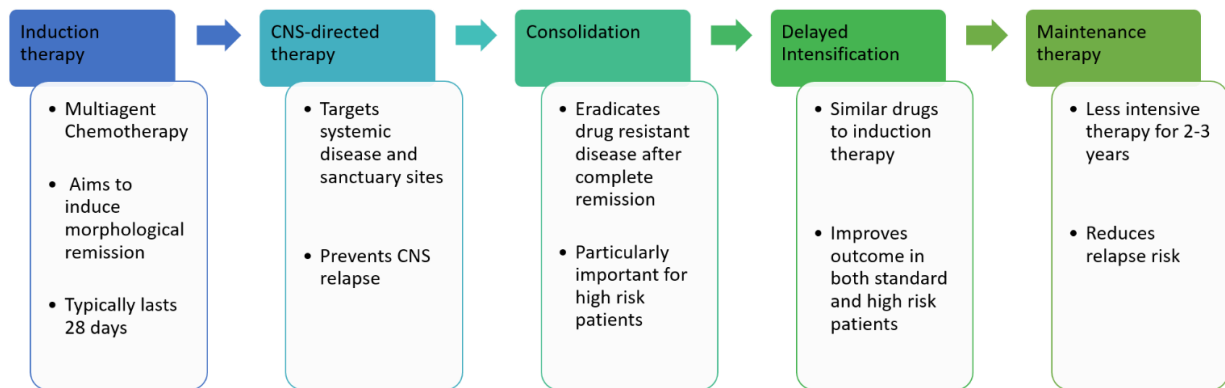 Induction
therapy
• Multiagent
Chemotherapy
• Aims to
induce
morphological
remission
• Typically lasts
28 days
CNS-directed
therapy
• Targets
systemic
disease and
sanctuary sites
• Prevents CNS
relapse
Consolidation
• Eradicates
drug resistant
disease after
complete
remission
• Particularly
important for
high risk
patients
Delayed
Intensification
• Similar drugs
to induction
therapy
• Improves
outcome in
both standard
and high risk
patients
Maintenance
therapy
• Less intensive
therapy for 2-3
years
• Reduces
relapse risk